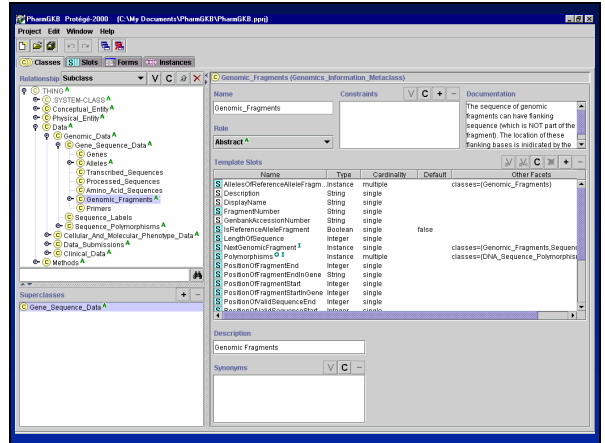 PharmGKB Protégé-2000 (C:\My Documents\PharmGKB\PharmGKB.pprj)
Project Edit Window Help
C Classes S Slots Forms Instances
Relationship Subclass V C X
C :THING A
C :SYSTEM-CLASS A
C Conceptual_Entity A
C Physical_Entity A
C Data A
C Genomic_Data A
C Gene_Sequence_Data A
C Genes
C Alleles A
C Transcribed_Sequences
C Processed_Sequences
C Amino_Acid_Sequences
C Genomic_Fragments A
C Primers
C Sequence_Labels
C Sequence_Polymorphisms A
C Cellular_And_Molecular_Phenotype_Data A
C Data_Submissions A
C Clinical_Data A
C Methods A
Superclasses + -
C Gene_Sequence_Data A
C Genomic_Fragments (Genomics_Information_Metaclass)
Name
Genomic_Fragments
Role
Abstract A
Constraints V C + -
Documentation
The sequence of genomic
fragments can have flanking
sequence (which is NOT part of the
fragment). The location of these
flanking bases is inidicated by the
Template Slots C + -
Name Type Cardinality Default Other Facets
S AllelesOfReferenceAlleleFragm... Instance multiple classes={Genomic_Fragments}
S Description String single
S DisplayName String single
S FragmentNumber String single
S GenbankAccessionNumber String single
S IsReferenceAlleleFragment Boolean single false
S LengthOfSequence Integer single
S NextGenomicFragment I Instance single classes={Genomic_Fragments,Sequenc
S Polymorphisms O I Instance multiple classes={DNA_Sequence_Polymorphisn
S PositionOfFragmentEnd Integer single
S PositionOfFragmentEndInGene String single
S PositionOfFragmentStart Integer single
S PositionOfFragmentStartInGene Integer single
S PositionOfValidSequenceEnd Integer single
S PositionOfValidSequenceStart Integer single
Description
Genomic Fragments
Synonyms V C -